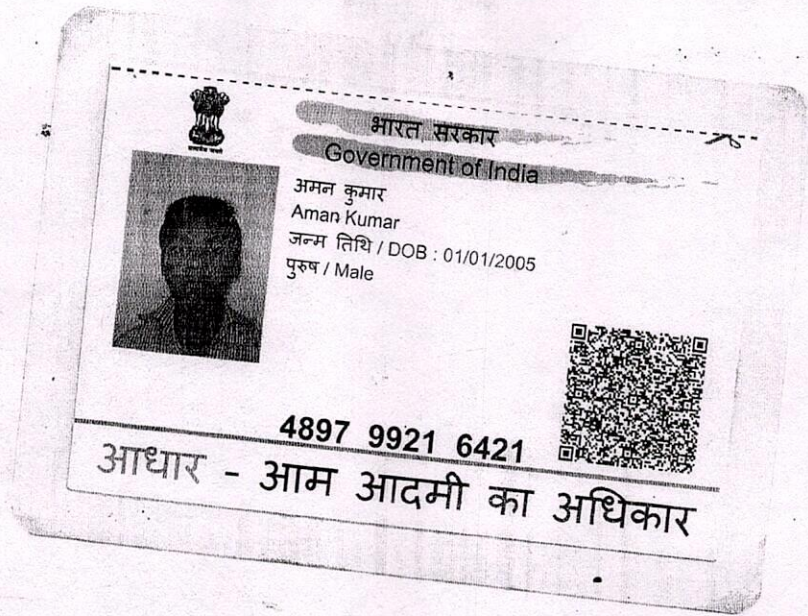 भारत सरकार
Government of India
अमन कुमार
Aman Kumar
जन्म तिथि / DOB : 01/01/2005
पुरुष / Male
4897 9921 6421
आधार - आम आदमी का अधिकार